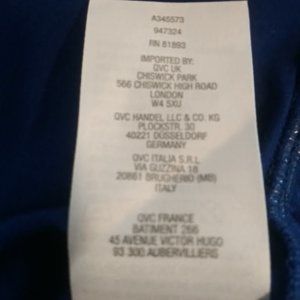 A345573
947324
RN 81893
IMPORTED BY:
QVC UK
CHISWICK PARK
566 CHISWICK HIGH ROAD
LONDON
W4 5XU
QVC HANDEL LLC & CO. KG
PLOCKSTR. 30
40221 DÜSSELDORF
GERMANY
QVC ITALIA S.R.L.
VIA GUZZINA 18
20861 BRUGHERIO (MB)
ITALY
QVC FRANCE
BATIMENT 266
45 AVENUE VICTOR HUGO
93 300 AUBERVILLIERS